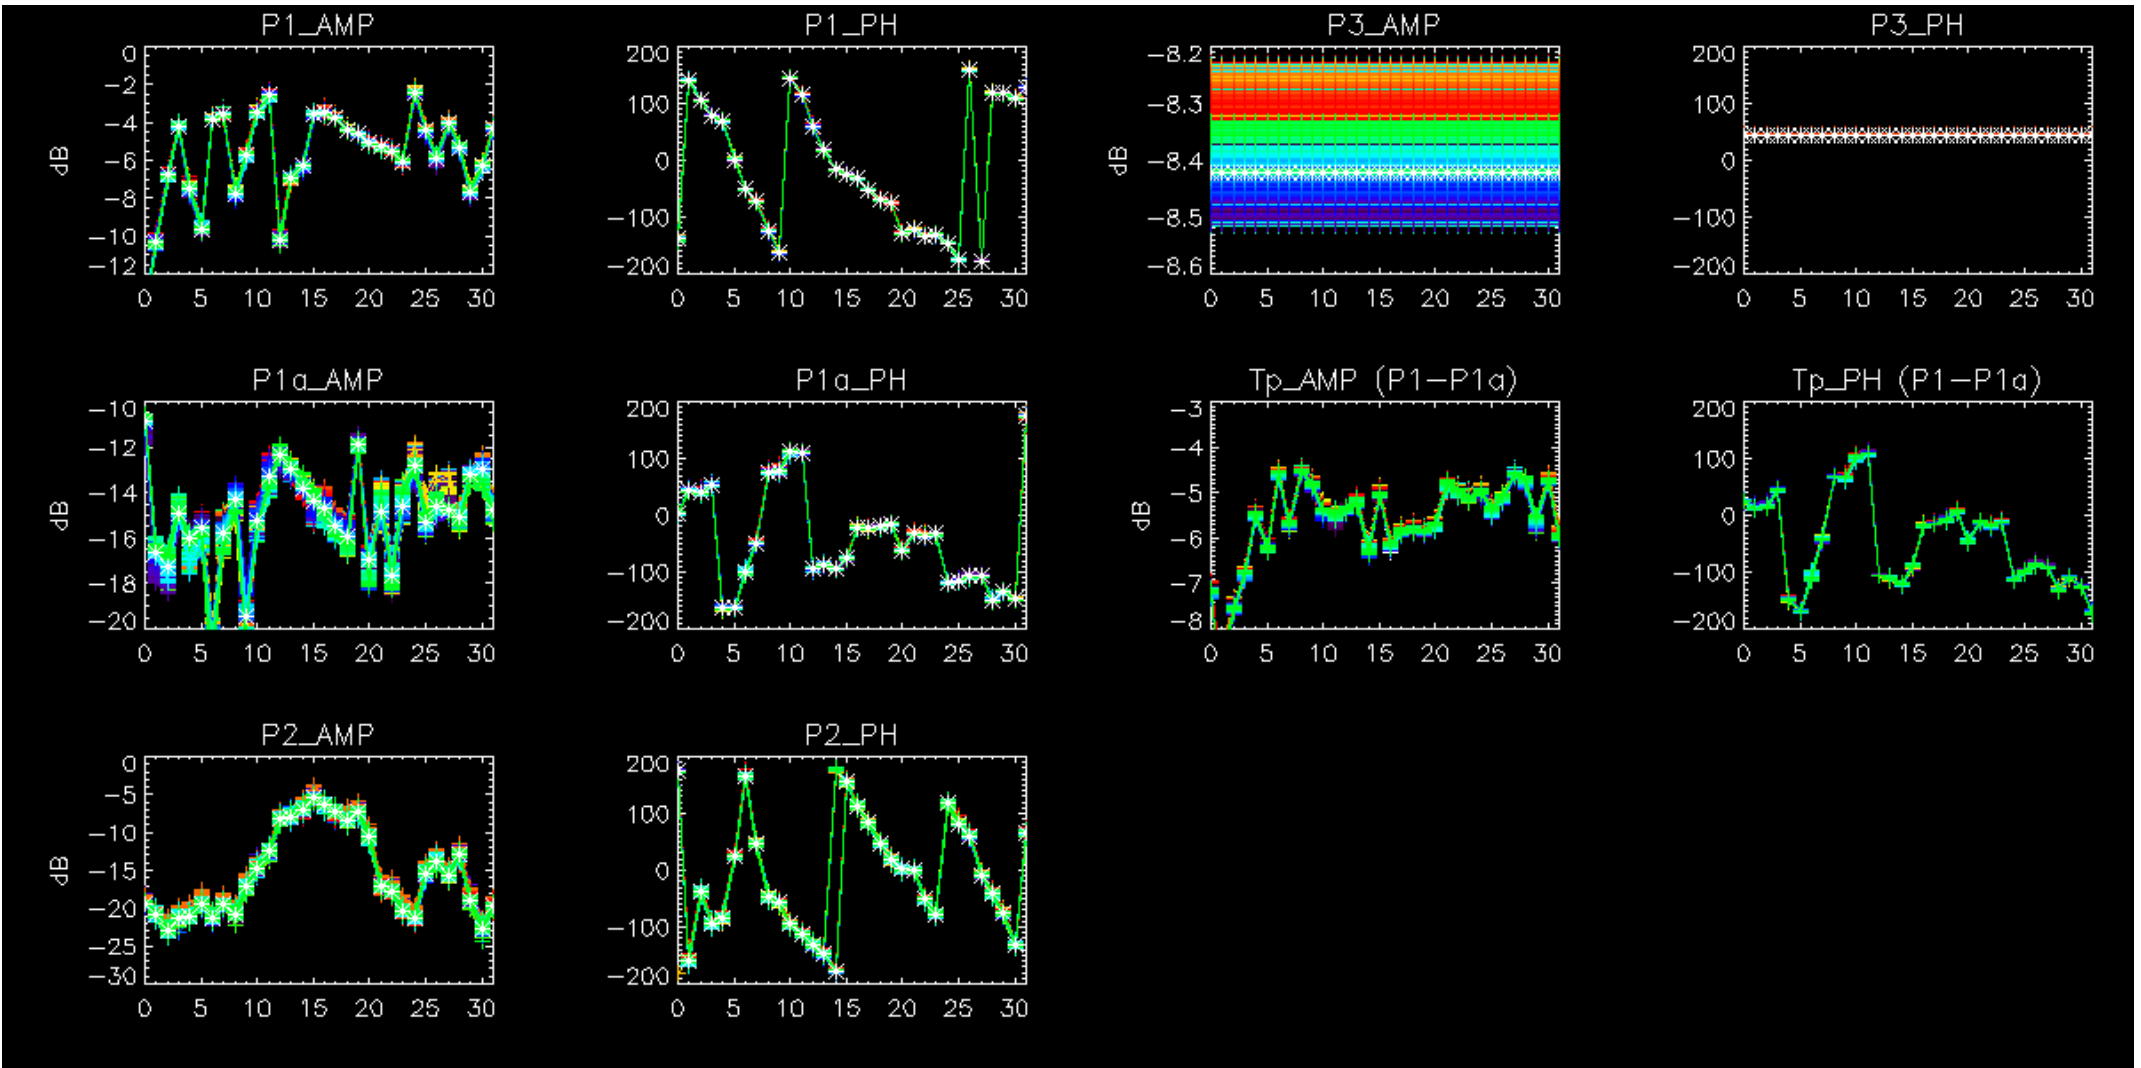 P1_AMP P1_PH P3_AMP P3_PH
0 200 −8.2 200
−2 100 −8.3 100
−4 0 −8.4 0
−6 −100 −8.5 −100
−8 −200 −8.6 −200
−10
−12
dB dB
0 5 10 15 20 25 30 0 5 10 15 20 25 30 0 5 10 15 20 25 30 0 5 10 15 20 25 30
P1a_AMP P1a_PH Tp_AMP (P1−P1a) Tp_PH (P1−P1a)
−10 200 −3 200
−12 100 −4 100
−14 0 −5 0
−16 −100 −6 −100
−18 −200 −7 −200
−20 −8
dB dB
0 5 10 15 20 25 30 0 5 10 15 20 25 30 0 5 10 15 20 25 30 0 5 10 15 20 25 30
P2_AMP P2_PH
0 200
−5 100
−10 0
−15 −100
−20 −200
−25
−30
dB
0 5 10 15 20 25 30 0 5 10 15 20 25 30